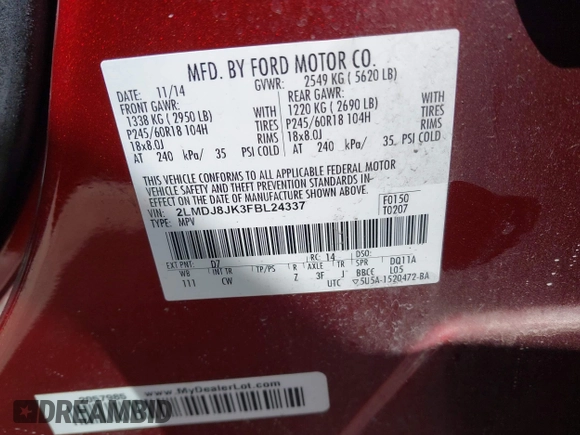 MFD. BY FORD MOTOR CO.
DATE: 11/14 GVWR: 2549 KG ( 5620 LB)
FRONT GAWR: REAR GAWR:
1338 KG ( 2950 LB) 1220 KG ( 2690 LB)
P245/60R18 104H TIRES P245/60R18 104H TIRES
18x8.0J RIMS 18x8.0J RIMS
AT 240 kPa/ 35 PSI COLD AT 240 kPa/ 35 PSI COLD
THIS VEHICLE CONFORMS TO ALL APPLICABLE FEDERAL MOTOR
VEHICLE SAFETY AND THEFT PREVENTION STANDARDS IN
EFFECT ON THE DATE OF MANUFACTURE SHOWN ABOVE.
VIN: 2LMDJ8JK3FBL24337 F0150
TYPE: MPV T0207
EXT PNT: DZ RC: 14 DSO:
WB INT TR TP/PS R AXLE TR SPR DQ11A
111 CW Z 3F J BBCE L05
UTC 5U5A-1520472-BA
www.MyDealerLot.com
DREAMBID